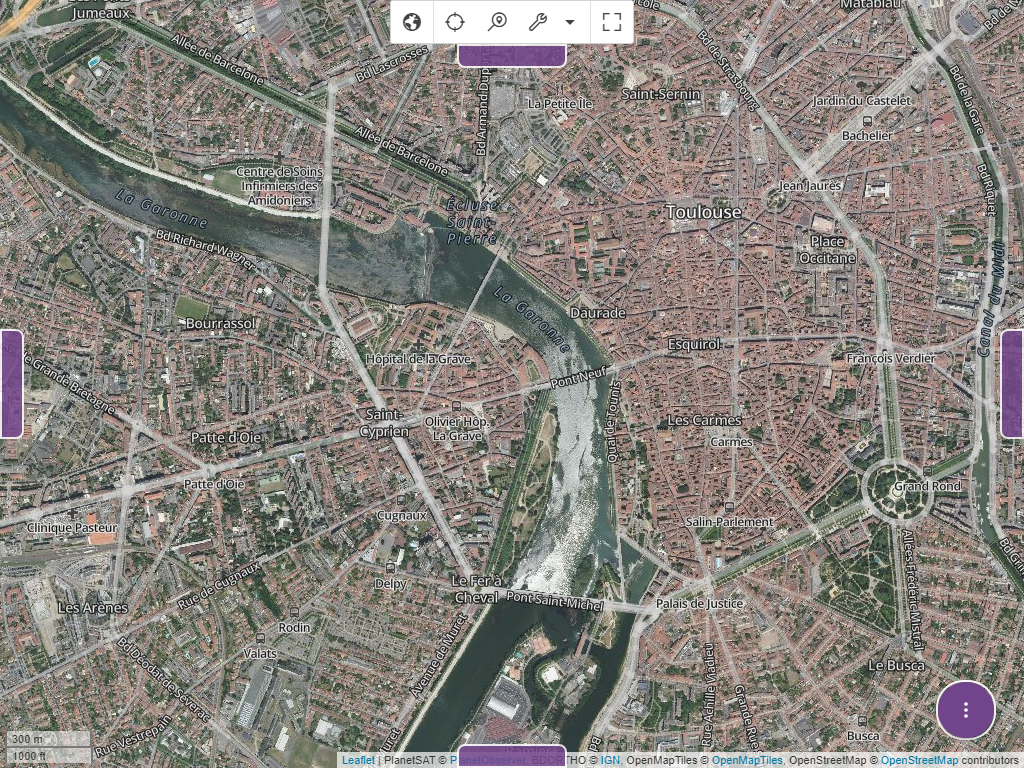 Jumeaux
Matabiau
Allée de Barcelone
Bd Lascrosses
Bd de Strasbourg
Saint-Sernin
La Petite Île
Jardin du Castelet
Bd de la Gare
Bachelier
Allée de Barcelone
Centre de Soins
Infirmiers des
Amidoniers
La Garonne
Écluse
Saint-
Pierre
Jean Jaurès
Bd Riquet
Toulouse
Bd Richard Wagner
Place
Occitane
Canal du Midi
La Garonne
Daurade
Bourrassol
Esquirol
Hôpital de la Grave
François Verdier
Pont Neuf
Grande Bretagne
Quai de Tounis
Saint-
Cyprien
Olivier Hop.
La Grave
Les Carmes
Carmes
Patte d'Oie
Patte d'Oie
Grand Rond
Cugnaux
Salin-Parlement
Clinique Pasteur
Allées Frédéric Mistral
Rue de Cugnaux
Delpy
Le Fer à
Cheval
Pont Saint-Michel
Palais de Justice
Les Arènes
Rodin
Valats
Avenue de Muret
Le Busca
Bd Déodat de Séverac
Rue Achille Viadieu
Rue Vestrepain
Busca
300 m
1000 ft
Leaflet | PlanetSAT © PlanetObserver, BDORTHO © IGN, OpenMapTiles © OpenMapTiles, OpenStreetMap © OpenStreetMap contributors